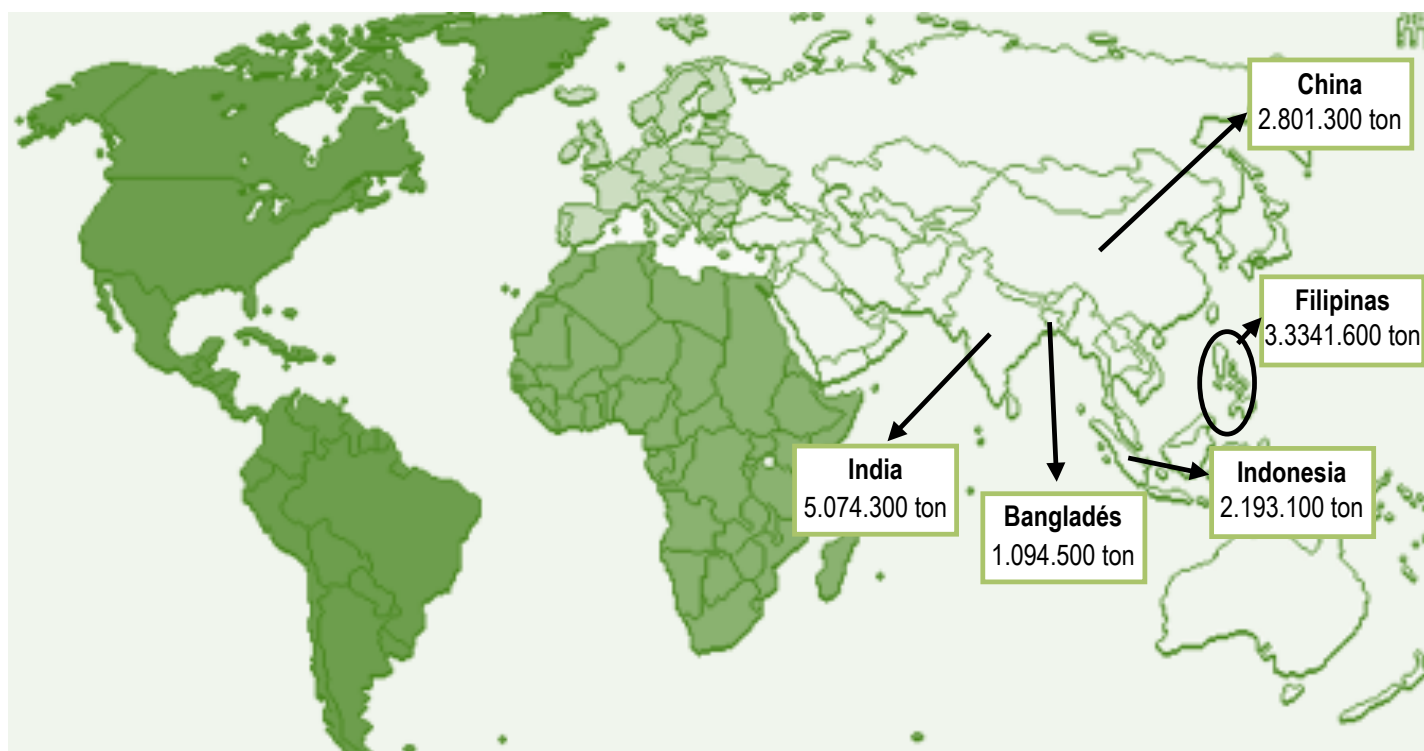 China
2.801.300 ton
Filipinas
3.3341.600 ton
India
5.074.300 ton
Bangladés
1.094.500 ton
Indonesia
2.193.100 ton